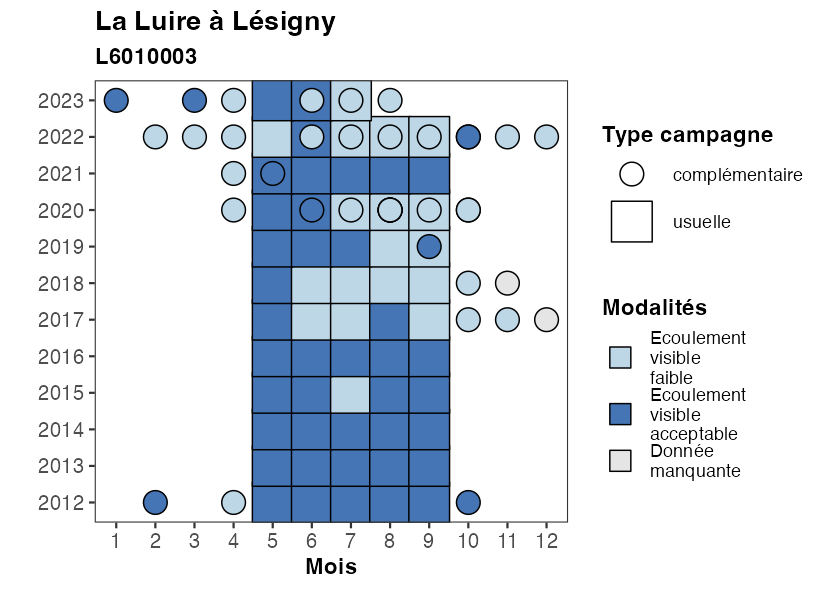 La Luire à Lésigny
L6010003
2023
2022
2021
2020
2019
2018
2017
2016
2015
2014
2013
2012
1 2 3 4 5 6 7 8 9 10 11 12
Mois
Type campagne
complémentaire
usuelle
Modalités
Ecoulement
visible
faible
Ecoulement
visible
acceptable
Donnée
manquante